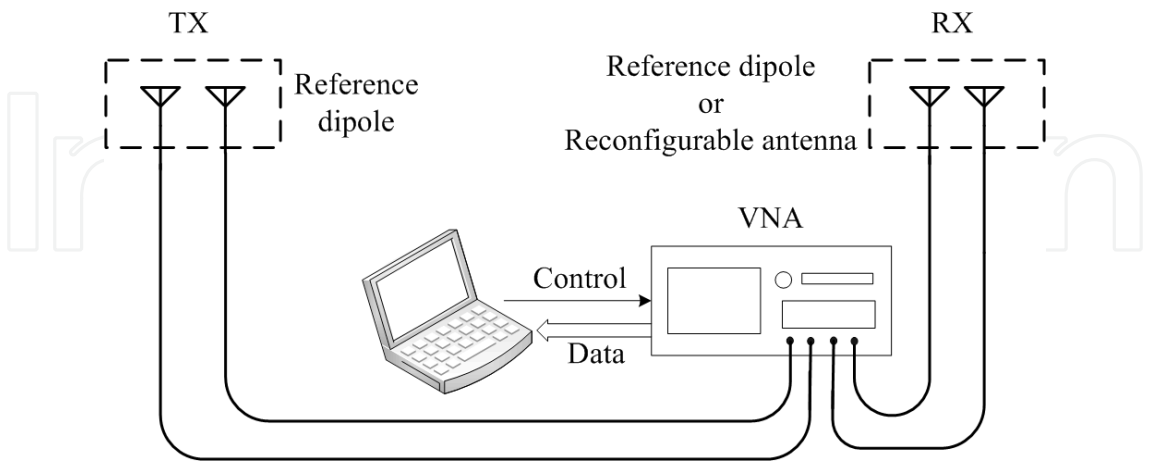 TX
RX
Reference
dipole
Reference dipole
or
Reconfigurable antenna
VNA
Control
Data